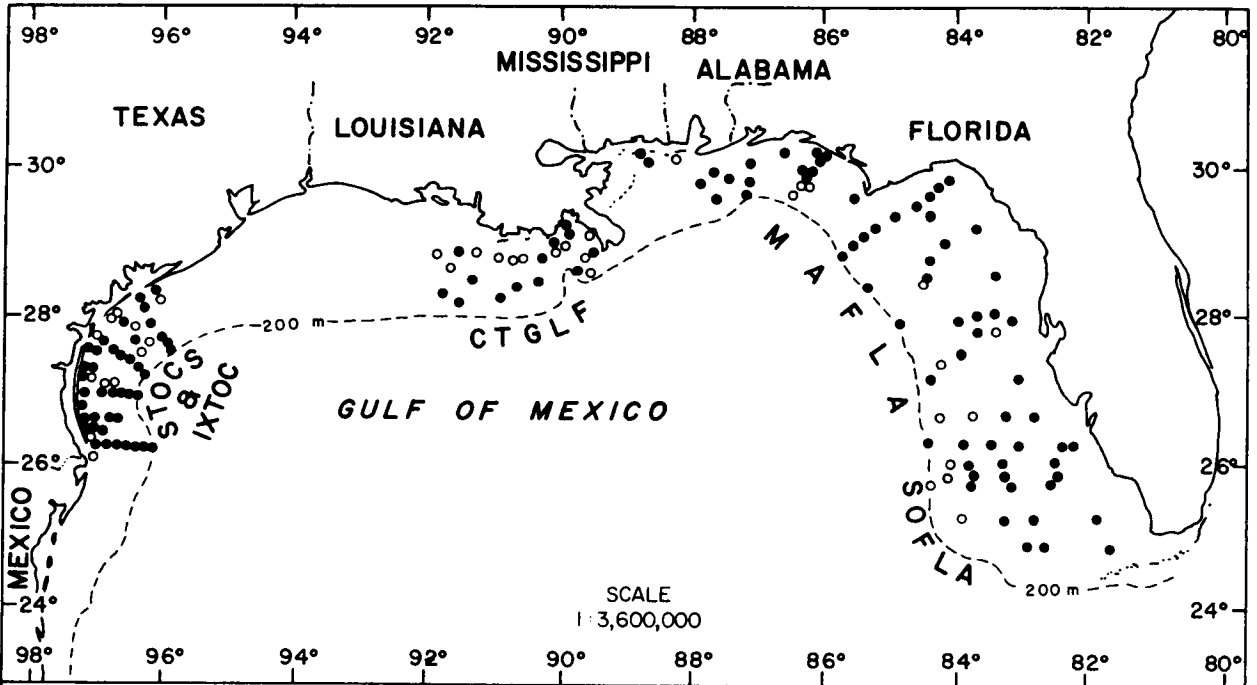 98° 96° 94° 92° 90° 88° 86° 84° 82° 80°
MISSISSIPPI
ALABAMA
TEXAS
LOUISIANA
FLORIDA
30° 30°
28° 28°
200 m
CTGLF
MAFLA
STOCS
&
IXTOC
GULF OF MEXICO
26° 26°
SOFLA
MEXICO
200 m
SCALE
1:3,600,000
24° 24°
98° 96° 94° 92° 90° 88° 86° 84° 82° 80°